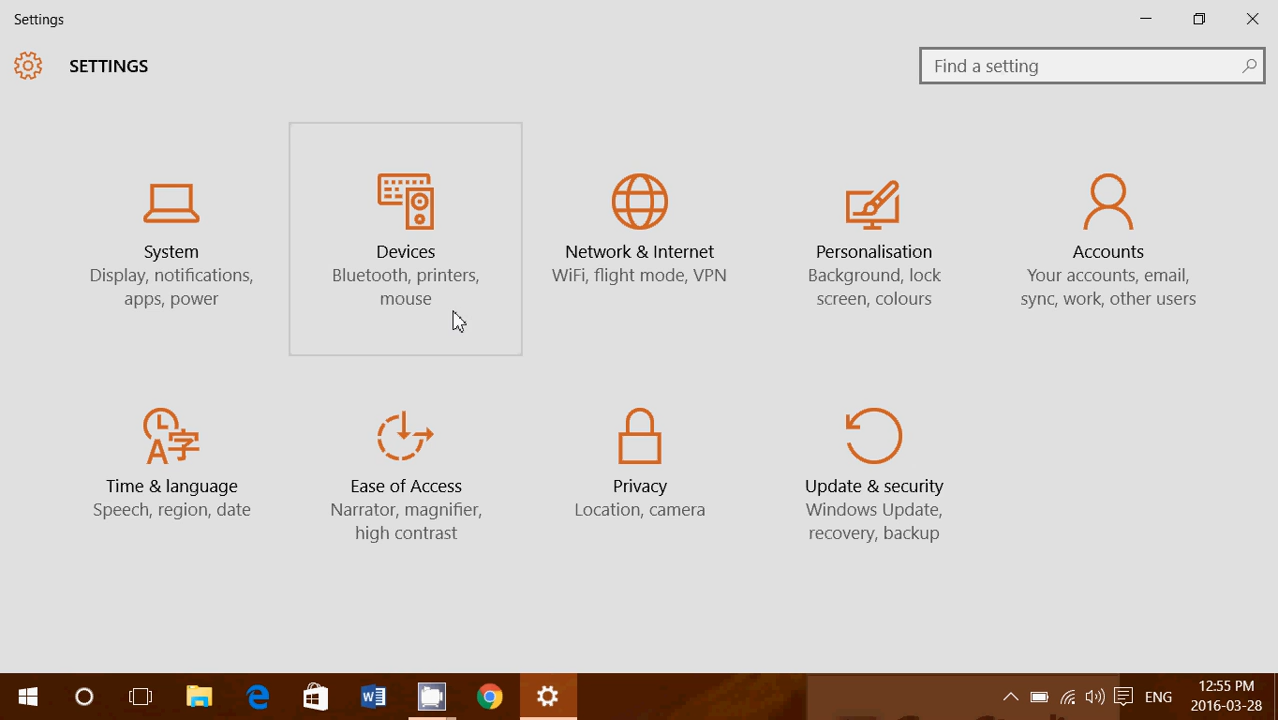 Settings
SETTINGS
Find a setting
System
Display, notifications,
apps, power
Devices
Bluetooth, printers,
mouse
Network & Internet
WiFi, flight mode, VPN
Personalisation
Background, lock
screen, colours
Accounts
Your accounts, email,
sync, work, other users
Time & language
Speech, region, date
Ease of Access
Narrator, magnifier,
high contrast
Privacy
Location, camera
Update & security
Windows Update,
recovery, backup
ENG
12:55 PM
2016-03-28